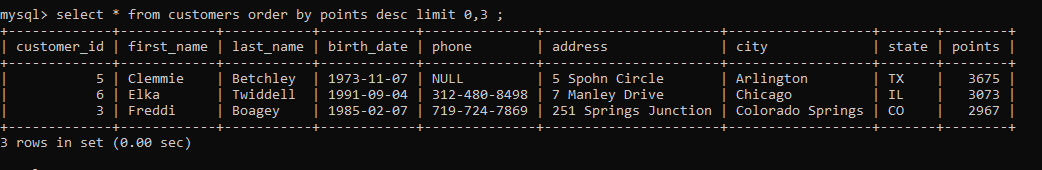 mysql> select * from customers order by points desc limit 0,3 ;
+-------------+------------+-----------+------------+--------------+----------------------+------------------+-------+--------+
| customer_id | first_name | last_name | birth_date | phone        | address              | city             | state | points |
+-------------+------------+-----------+------------+--------------+----------------------+------------------+-------+--------+
|           5 | Clemmie    | Betchley  | 1973-11-07 | NULL         | 5 Spohn Circle       | Arlington        | TX    |   3675 |
|           6 | Elka       | Twiddell  | 1991-09-04 | 312-480-8498 | 7 Manley Drive       | Chicago          | IL    |   3073 |
|           3 | Freddi     | Boagey    | 1985-02-07 | 719-724-7869 | 251 Springs Junction | Colorado Springs | CO    |   2967 |
+-------------+------------+-----------+------------+--------------+----------------------+------------------+-------+--------+
3 rows in set (0.00 sec)